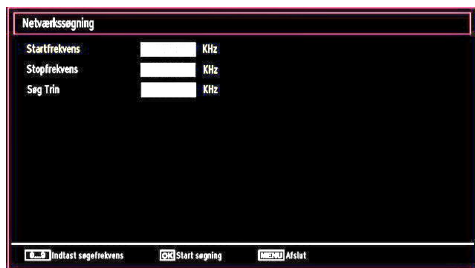 Netværkssøgning
Startfrekvens KHz
Stopfrekvens KHz
Søg Trin KHz
0...9 Indtast søgefrekvens OK Start søgning MENU Afslut